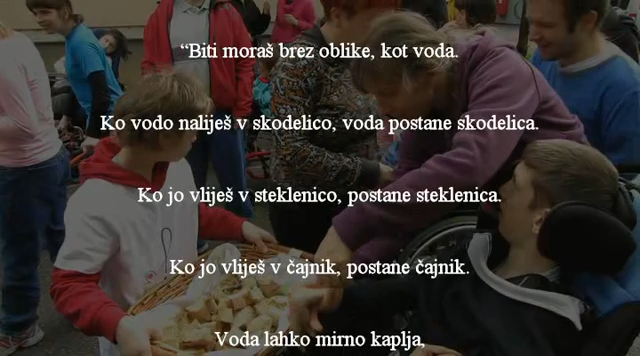 “Biti moraš brez oblike, kot voda.
Ko vodo naliješ v skodelico, voda postane skodelica.
Ko jo vliješ v steklenico, postane steklenica.
Ko jo vliješ v čajnik, postane čajnik.
Voda lahko mirno kaplja,